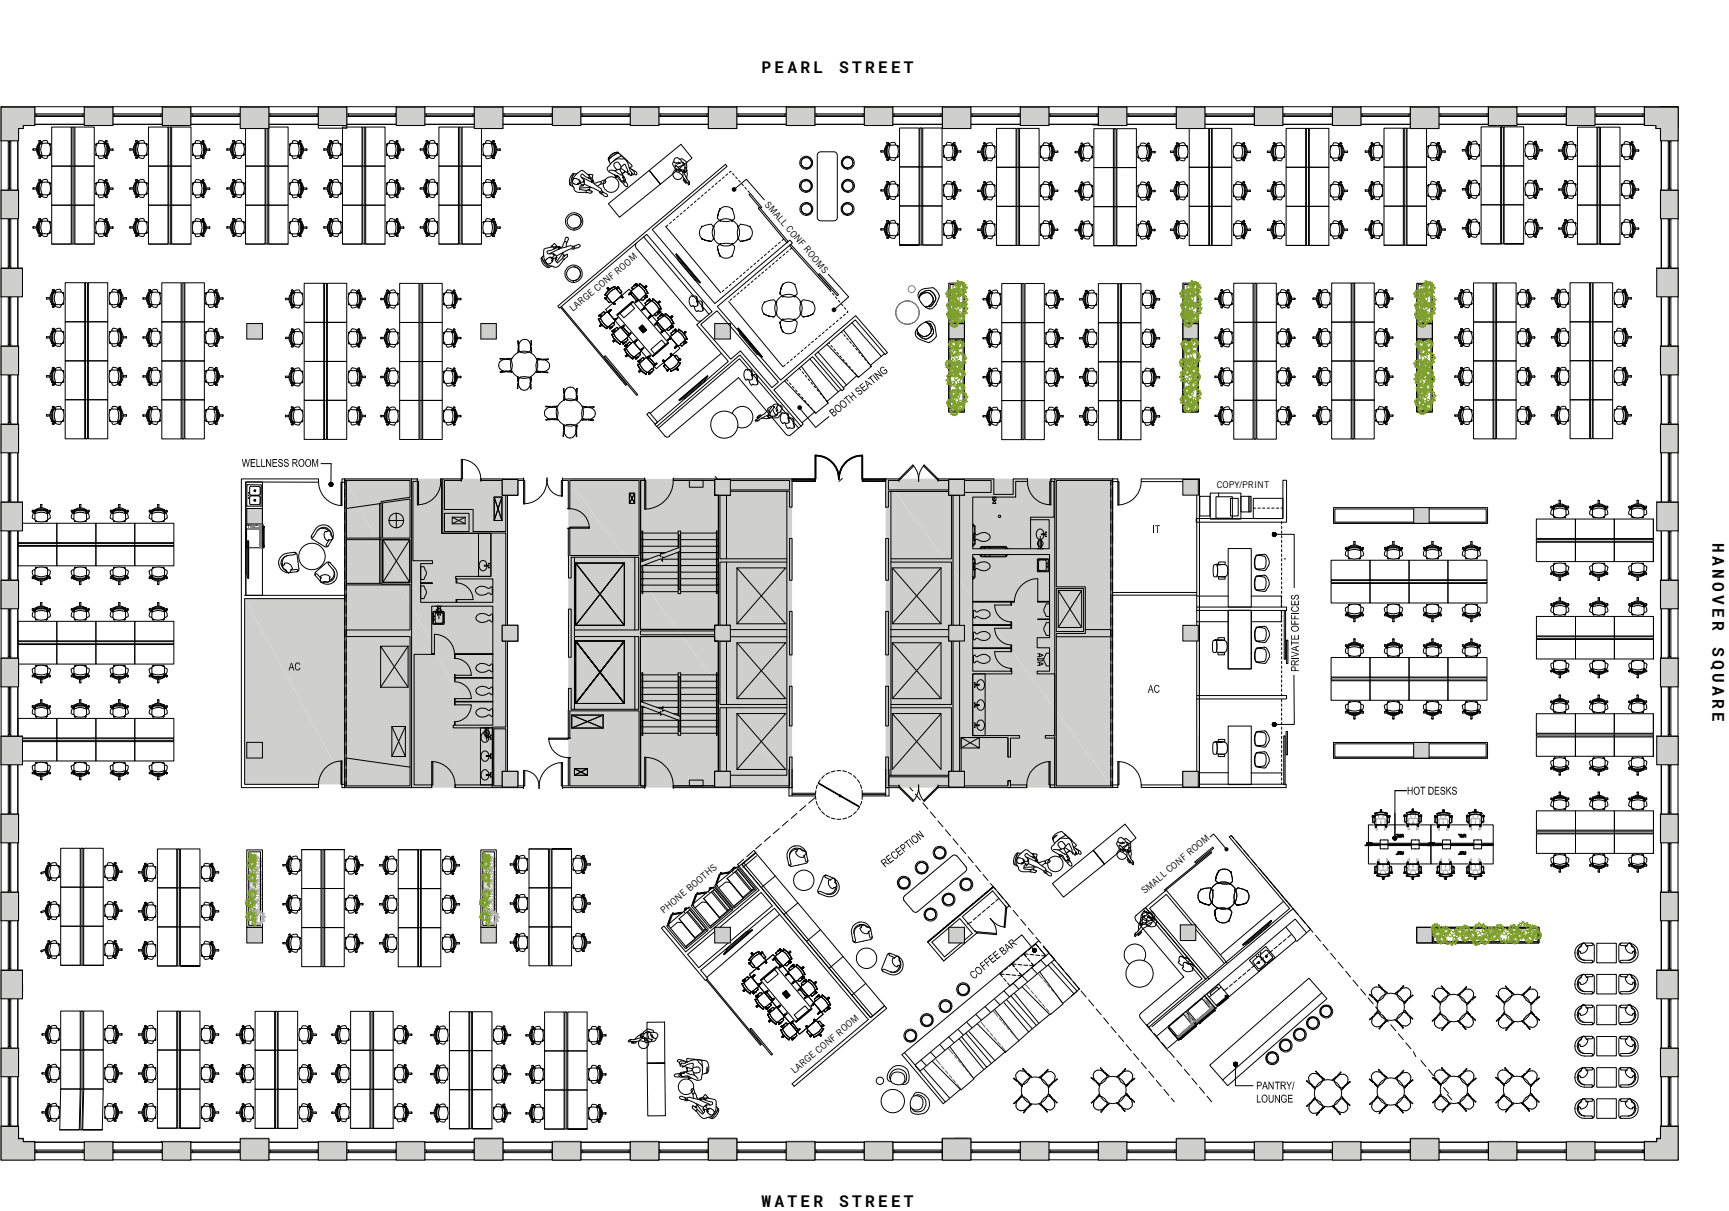 PEARL STREET
SMALL CONF ROOMS
LARGE CONF ROOM
BOOTH SEATING
WELLNESS ROOM
COPY/PRINT
IT
HANOVER SQUARE
PRIVATE OFFICES
ADA
AC
AC
HOT DESKS
RECEPTION
SMALL CONF ROOM
PHONE BOOTHS
COFFEE BAR
LARGE CONF ROOM
PANTRY/
LOUNGE
WATER STREET